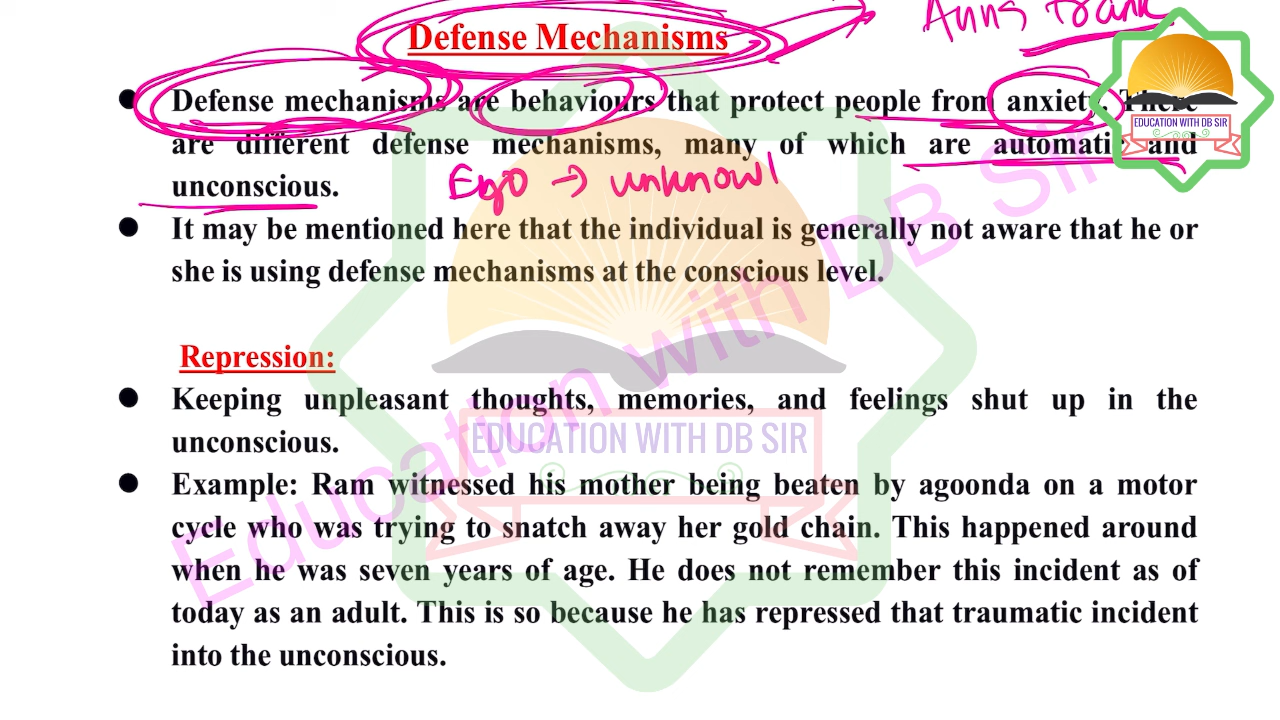 Anna Frank
Defense Mechanisms
● Defense mechanisms are behaviours that protect people from anxiety. There
are different defense mechanisms, many of which are automatic and
unconscious.
Ego → unknowl
● It may be mentioned here that the individual is generally not aware that he or
she is using defense mechanisms at the conscious level.
Repression:
● Keeping unpleasant thoughts, memories, and feelings shut up in the
unconscious.
● Example: Ram witnessed his mother being beaten by agoonda on a motor
cycle who was trying to snatch away her gold chain. This happened around
when he was seven years of age. He does not remember this incident as of
today as an adult. This is so because he has repressed that traumatic incident
into the unconscious.
EDUCATION WITH DB SIR
EDUCATION WITH DB SIR
Education with DB Sir